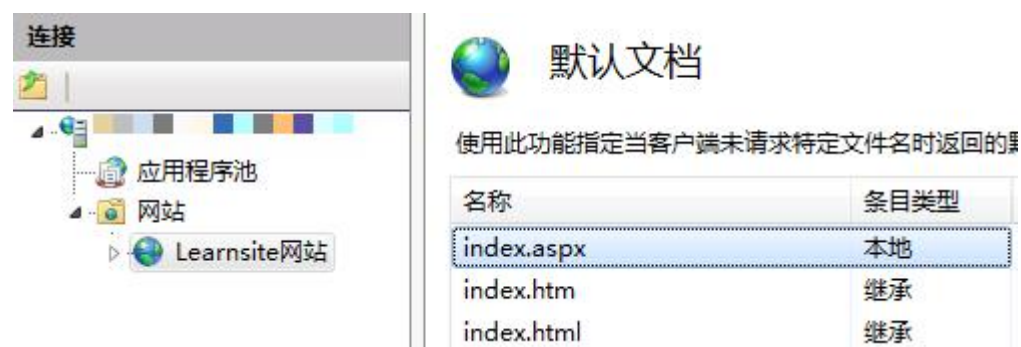 连接
应用程序池
网站
Learnsite网站
默认文档
使用此功能指定当客户端未请求特定文件名时返回的
名称 条目类型
index.aspx 本地
index.htm 继承
index.html 继承